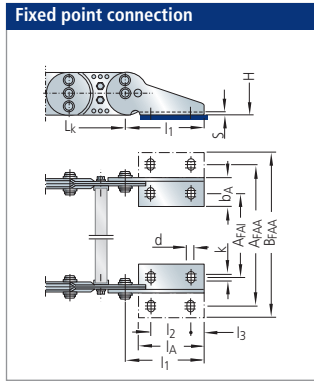 Fixed point connection
H
S
Lk
l1
bA
AFAI
AFAA
BFAA
d
k
l2
l3
lA
l1